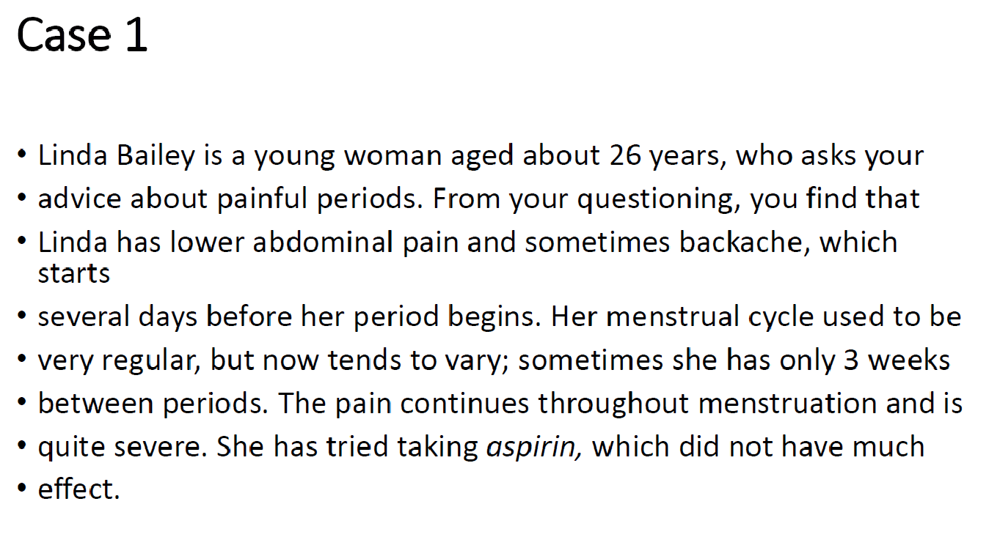 Case 1
• Linda Bailey is a young woman aged about 26 years, who asks your
• advice about painful periods. From your questioning, you find that
• Linda has lower abdominal pain and sometimes backache, which
starts
• several days before her period begins. Her menstrual cycle used to be
• very regular, but now tends to vary; sometimes she has only 3 weeks
• between periods. The pain continues throughout menstruation and is
• quite severe. She has tried taking aspirin, which did not have much
• effect.